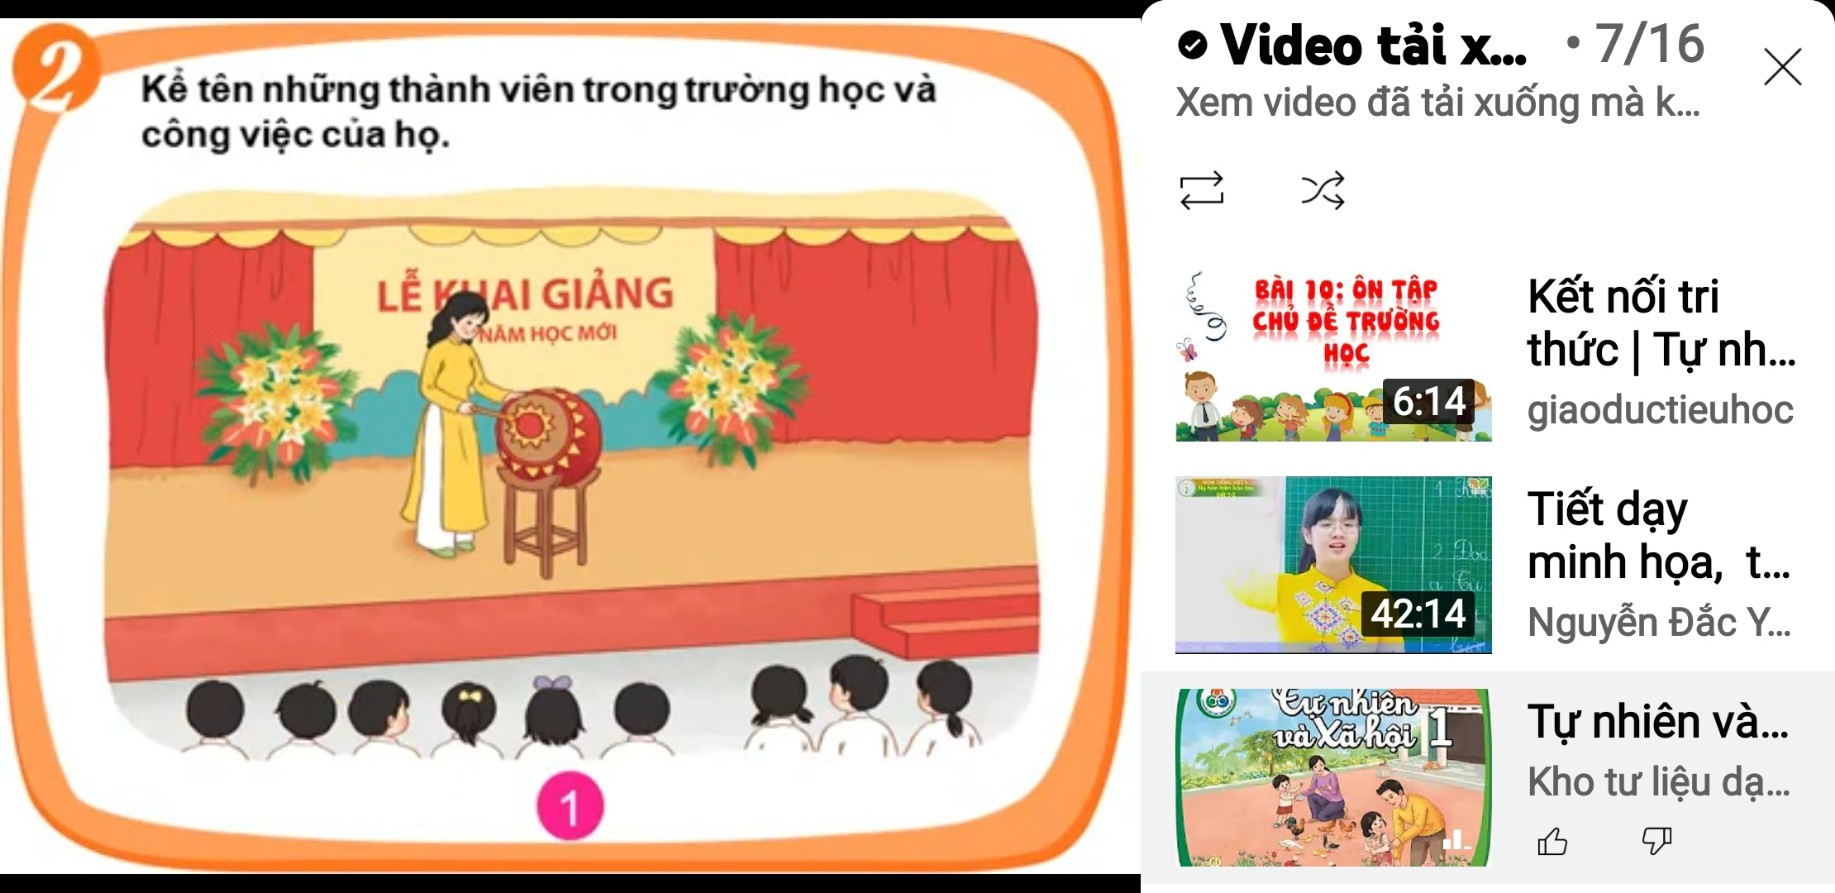 2
Kể tên những thành viên trong trường học và
công việc của họ.
LỄ KHAI GIẢNG
NĂM HỌC MỚI
1
Video tải x... • 7/16
Xem video đã tải xuống mà k...
BÀI 10: ÔN TẬP
CHỦ ĐỀ TRƯỜNG
HỌC
6:14
Kết nối tri
thức | Tự nh...
giaoductieuhoc
42:14
Tiết dạy
minh họa, t...
Nguyễn Đắc Y...
Tự nhiên
và Xã hội 1
Tự nhiên và...
Kho tư liệu dạ...